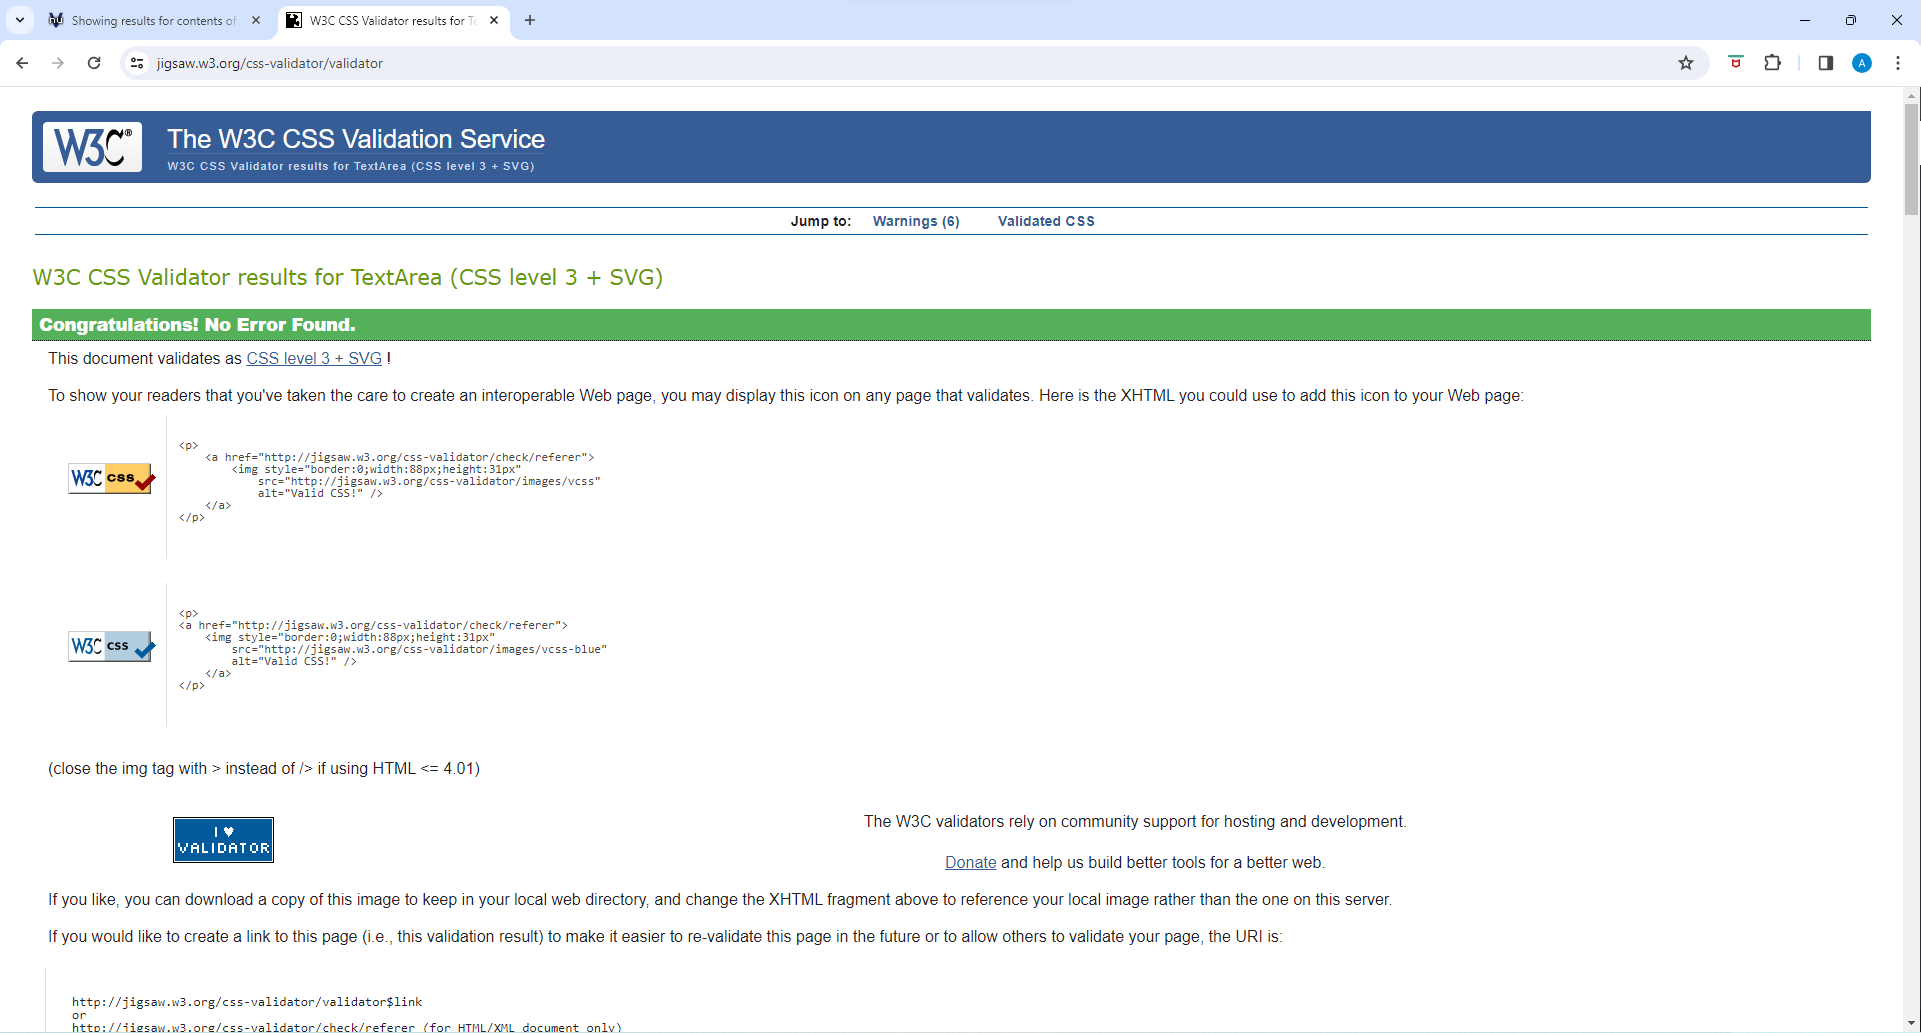 Showing results for contents of
W3C CSS Validator results for Te
jigsaw.w3.org/css-validator/validator
A
W3C®
The W3C CSS Validation Service
W3C CSS Validator results for TextArea (CSS level 3 + SVG)
Jump to: Warnings (6) Validated CSS
W3C CSS Validator results for TextArea (CSS level 3 + SVG)
Congratulations! No Error Found.
This document validates as CSS level 3 + SVG !
To show your readers that you've taken the care to create an interoperable Web page, you may display this icon on any page that validates. Here is the XHTML you could use to add this icon to your Web page:
W3C css
<p>
<a href="http://jigsaw.w3.org/css-validator/check/referer">
<img style="border:0;width:88px;height:31px"
src="http://jigsaw.w3.org/css-validator/images/vcss"
alt="Valid CSS!" />
</a>
</p>
W3C css
<p>
<a href="http://jigsaw.w3.org/css-validator/check/referer">
<img style="border:0;width:88px;height:31px"
src="http://jigsaw.w3.org/css-validator/images/vcss-blue"
alt="Valid CSS!" />
</a>
</p>
(close the img tag with > instead of /> if using HTML <= 4.01)
I ♥
VALIDATOR
The W3C validators rely on community support for hosting and development.
Donate and help us build better tools for a better web.
If you like, you can download a copy of this image to keep in your local web directory, and change the XHTML fragment above to reference your local image rather than the one on this server.
If you would like to create a link to this page (i.e., this validation result) to make it easier to re-validate this page in the future or to allow others to validate your page, the URI is:
http://jigsaw.w3.org/css-validator/validator$link
or
http://jigsaw.w3.org/css-validator/check/referer (for HTML/XML document only)